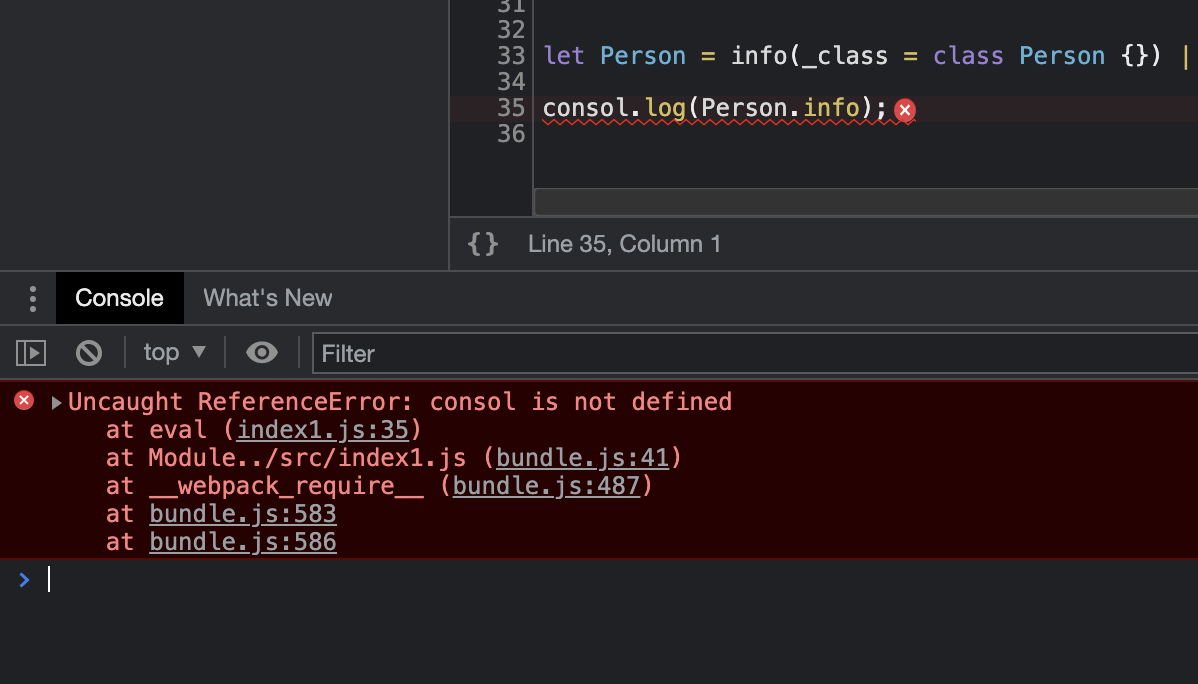 31
32
33 let Person = info(_class = class Person {}) |
34
35 consol.log(Person.info);
36
{} Line 35, Column 1
Console What's New
top ▼ Filter
Uncaught ReferenceError: consol is not defined
at eval (index1.js:35)
at Module../src/index1.js (bundle.js:41)
at __webpack_require__ (bundle.js:487)
at bundle.js:583
at bundle.js:586
>